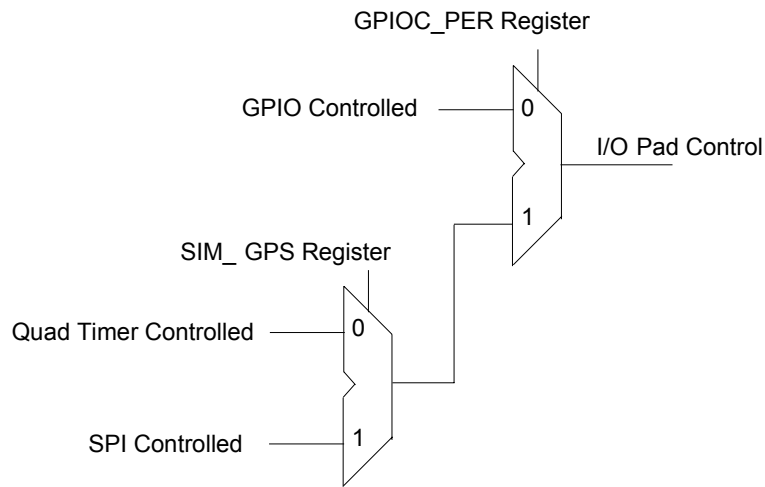 GPIOC_PER Register
GPIO Controlled
0
I/O Pad Control
1
SIM_ GPS Register
Quad Timer Controlled
0
SPI Controlled
1